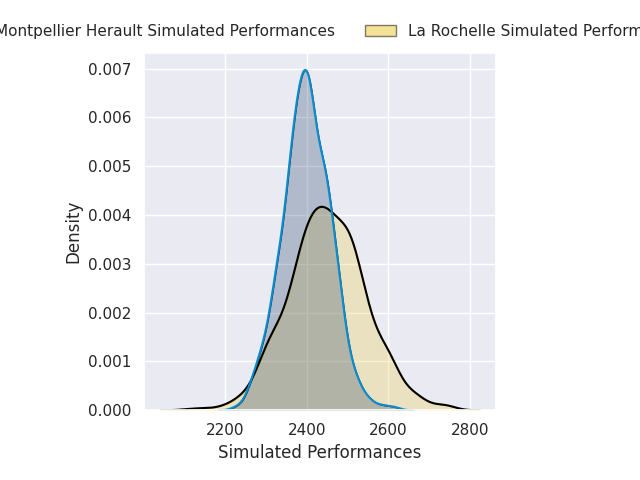 Montpellier Herault Simulated Performances
La Rochelle Simulated Perform
0.007
0.006
0.005
0.004
0.003
0.002
0.001
0.000
Density
2200 2400 2600 2800
Simulated Performances